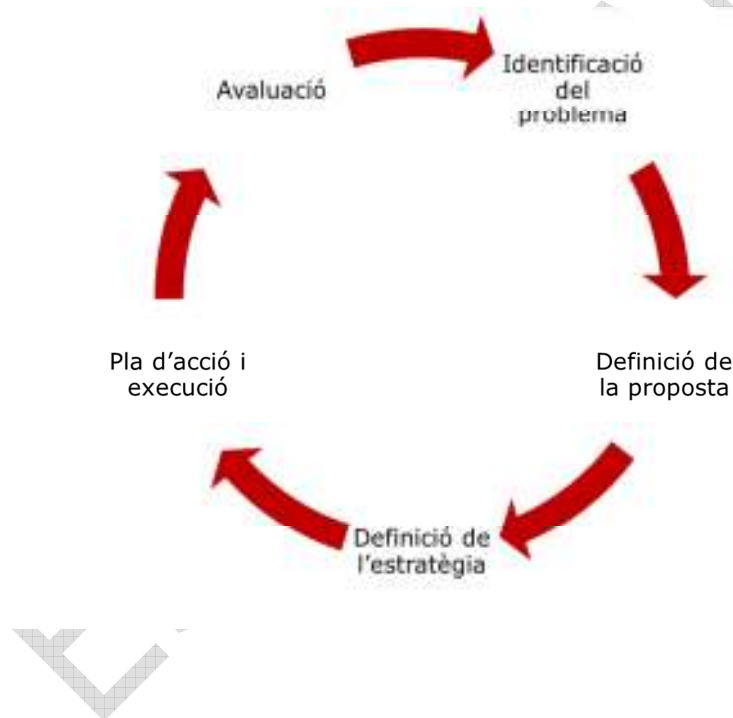 Avaluació
Identificació
del
problema
Definició de
la proposta
Definició de
l'estratègia
Pla d'acció i
execució